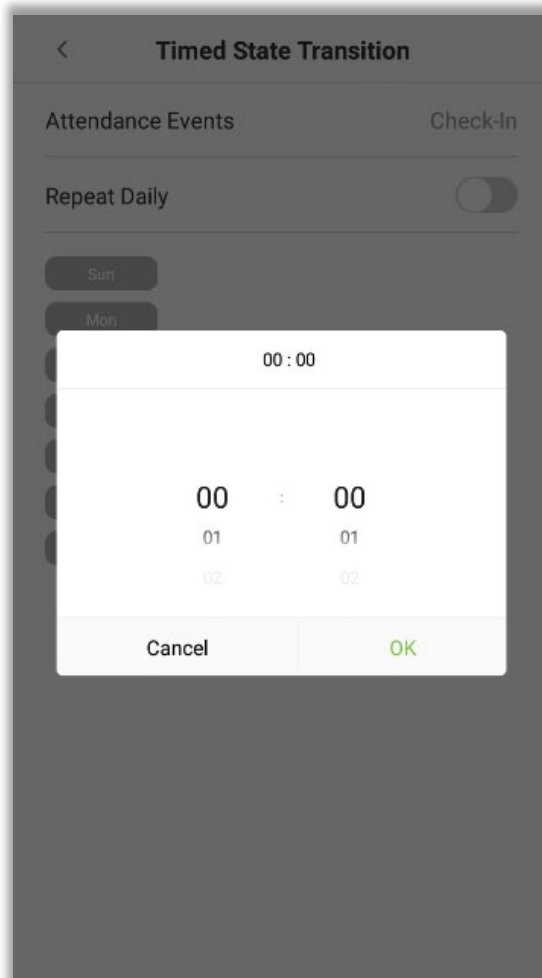 Timed State Transition
Attendance Events Check-In
Repeat Daily
Sun
Mon
00 : 00
00 : 00
01 01
02 02
Cancel OK